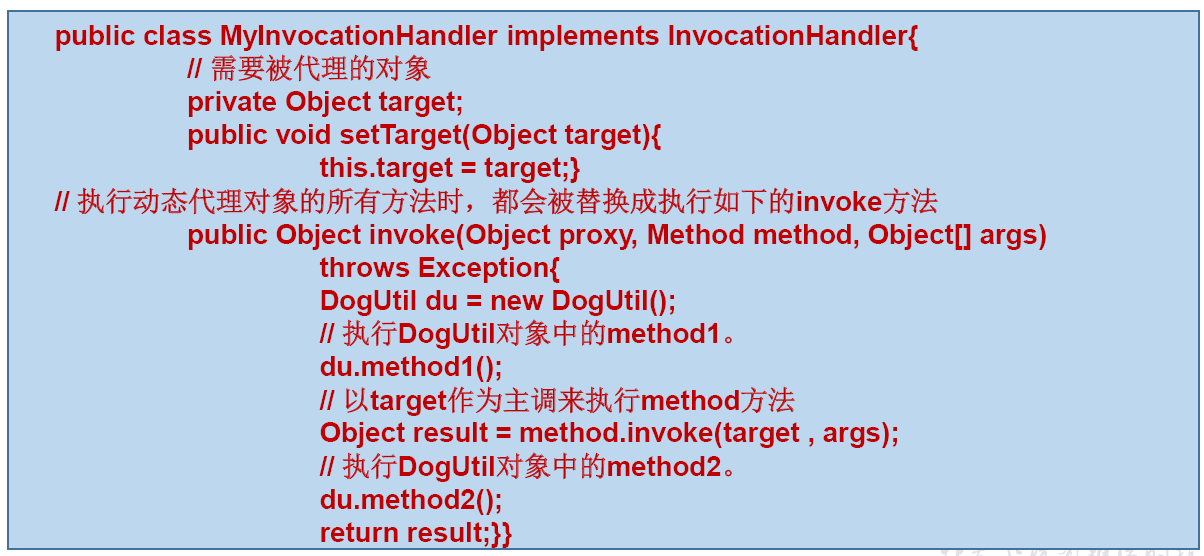 public class MyInvocationHandler implements InvocationHandler{
// 需要被代理的对象
private Object target;
public void setTarget(Object target){
this.target = target;}
// 执行动态代理对象的所有方法时，都会被替换成执行如下的invoke方法
public Object invoke(Object proxy, Method method, Object[] args)
throws Exception{
DogUtil du = new DogUtil();
// 执行DogUtil对象中的method1。
du.method1();
// 以target作为主调来执行method方法
Object result = method.invoke(target , args);
// 执行DogUtil对象中的method2。
du.method2();
return result;}}